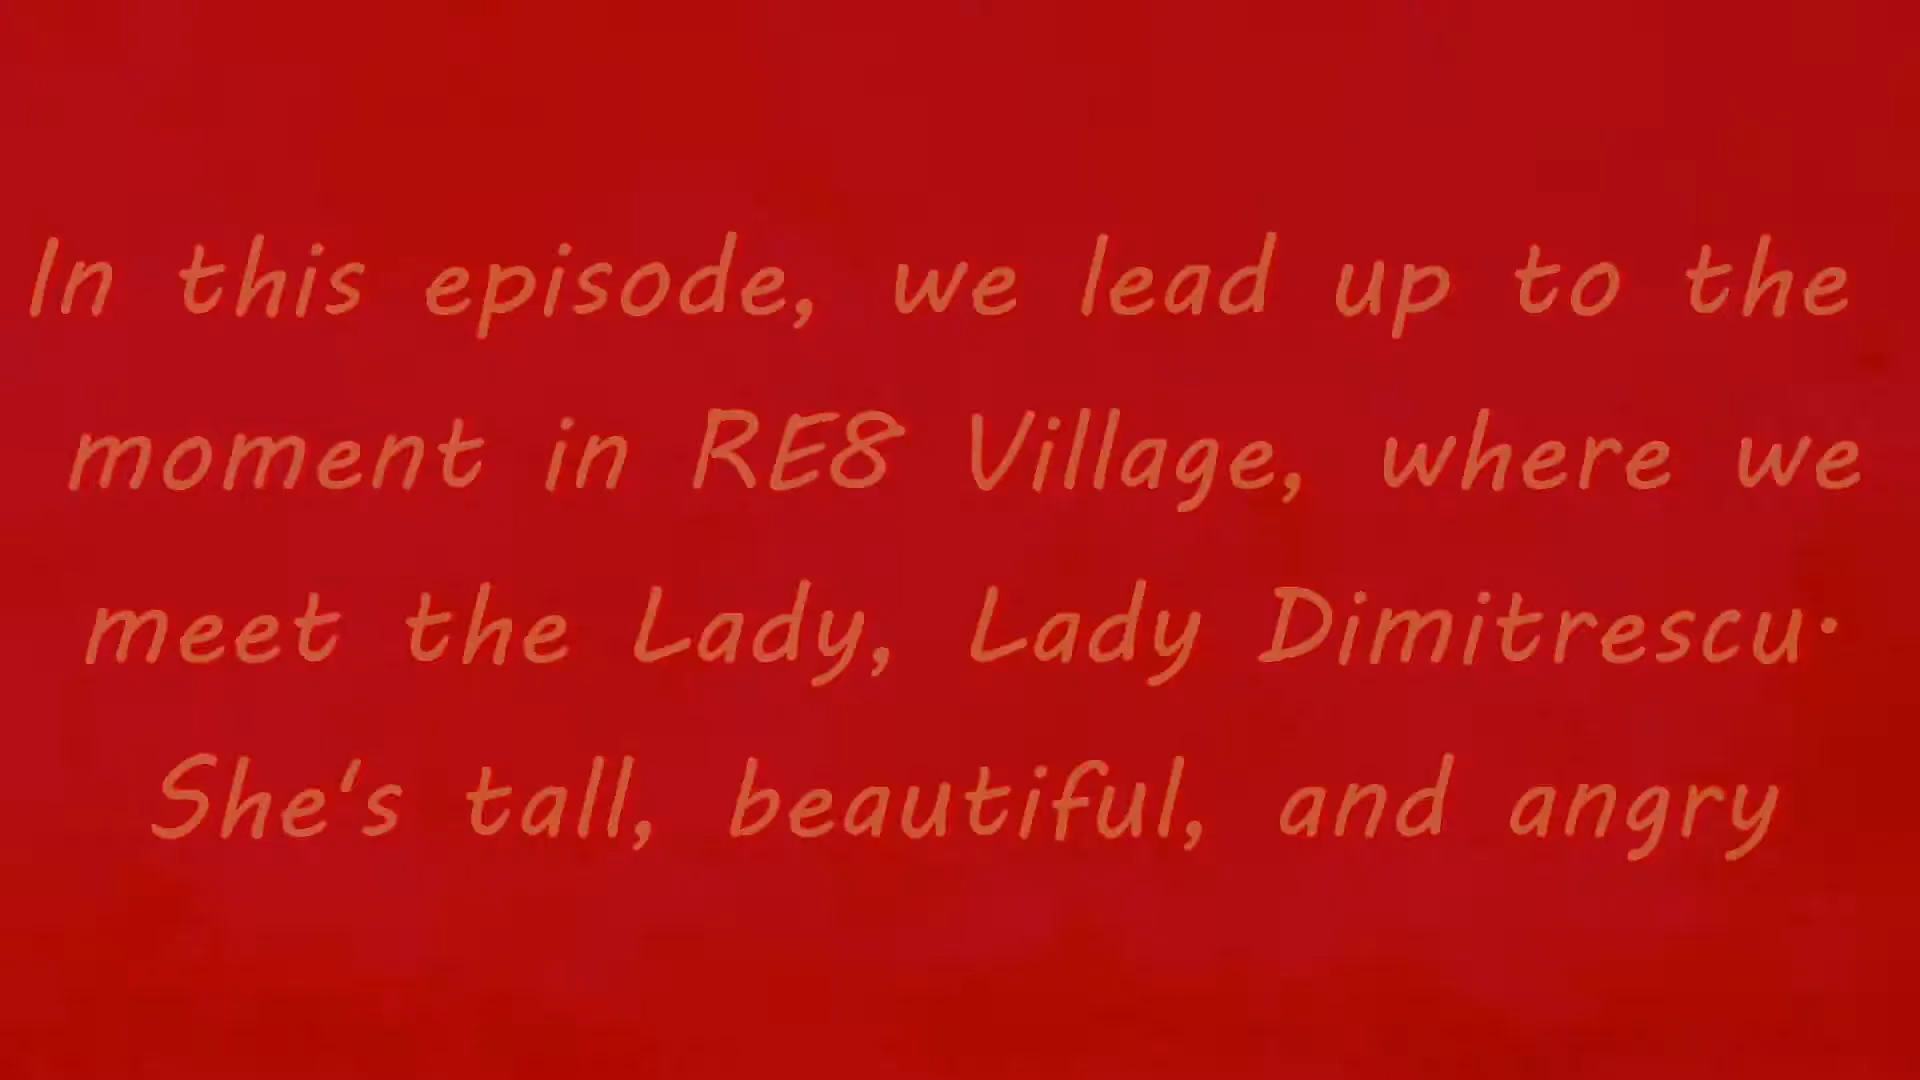 In this episode, we lead up to the
moment in RE8 Village, where we
meet the Lady, Lady Dimitrescu.
She's tall, beautiful, and angry